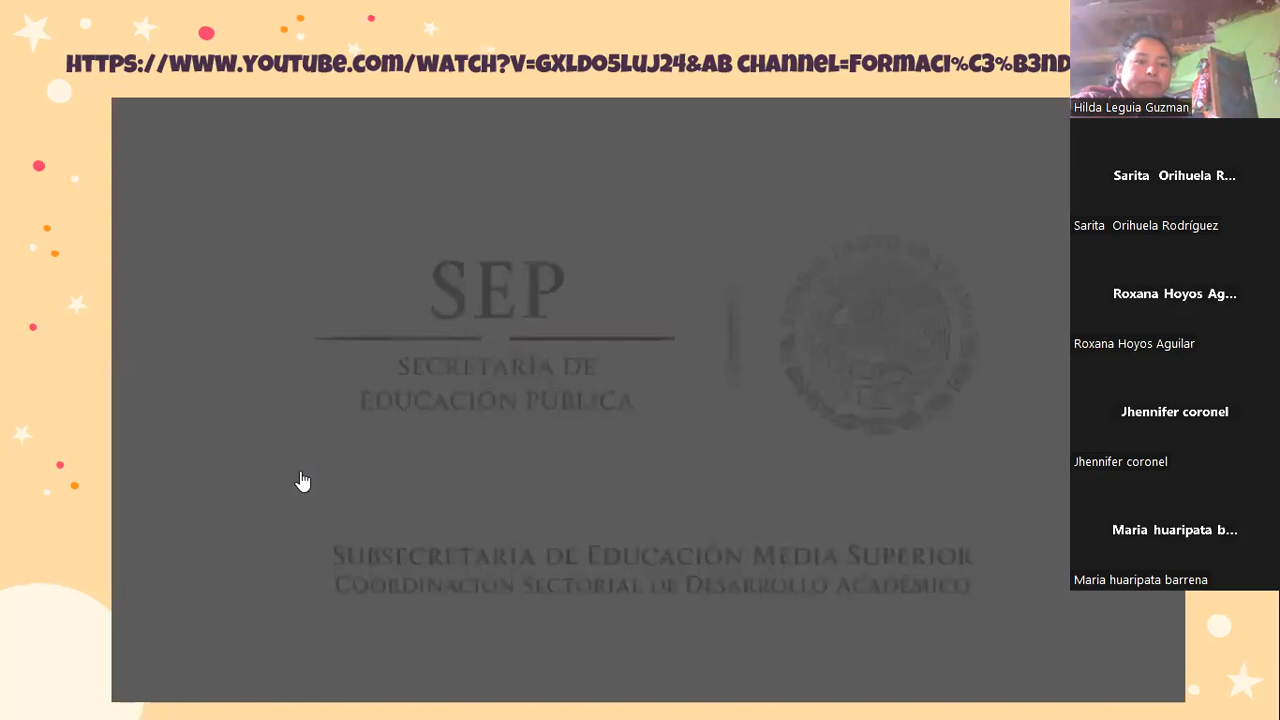 HTTPS://WWW.YOUTUBE.COM/WATCH?V=GXLDO5LUJ24&AB CHANNEL=FORMACI%C3%B3ND
Hilda Leguia Guzman
Sarita Orihuela R...
Sarita Orihuela Rodríguez
Roxana Hoyos Ag...
Roxana Hoyos Aguilar
Jhennifer coronel
Jhennifer coronel
Maria huaripata b...
Maria huaripata barrena
SEP
SECRETARÍA DE
EDUCACIÓN PÚBLICA
SUBSECRETARÍA DE EDUCACIÓN MEDIA SUPERIOR
COORDINACIÓN SECTORIAL DE DESARROLLO ACADÉMICO